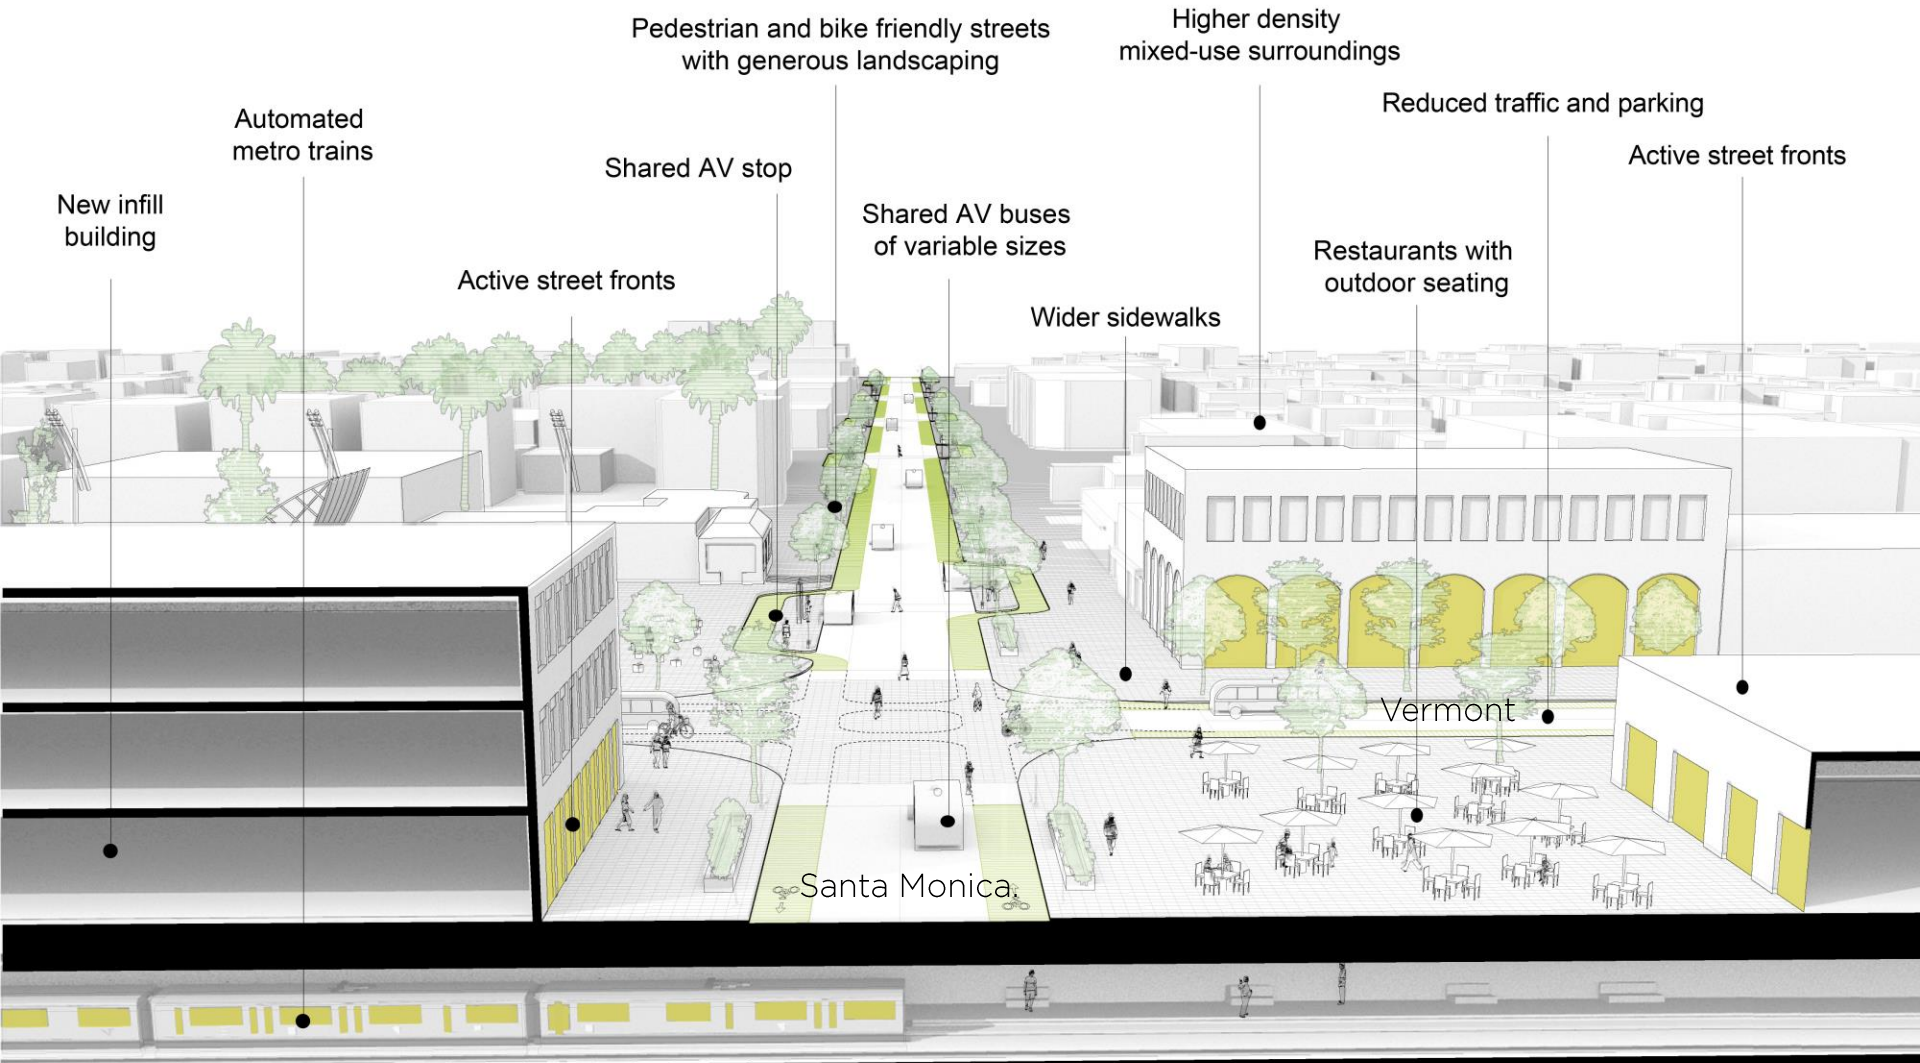 Pedestrian and bike friendly streets
with generous landscaping
Higher density
mixed-use surroundings
Reduced traffic and parking
Automated
metro trains
Shared AV stop
Active street fronts
New infill
building
Shared AV buses
of variable sizes
Restaurants with
outdoor seating
Active street fronts
Wider sidewalks
Vermont
Santa Monica.